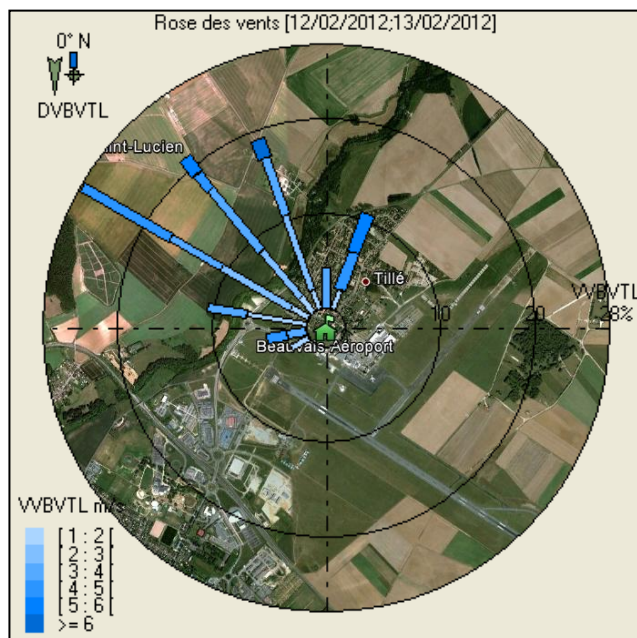 Rose des vents [12/02/2012;13/02/2012]
0° N
DVBVTL
int-Lucien
Tillé
VVBVTL
10
20
28%
Beauvais Aéroport
VVBVTL m/s
[ 1 : 2 [
[ 2 : 3 [
[ 3 : 4 [
[ 4 : 5 [
[ 5 : 6 [
>= 6